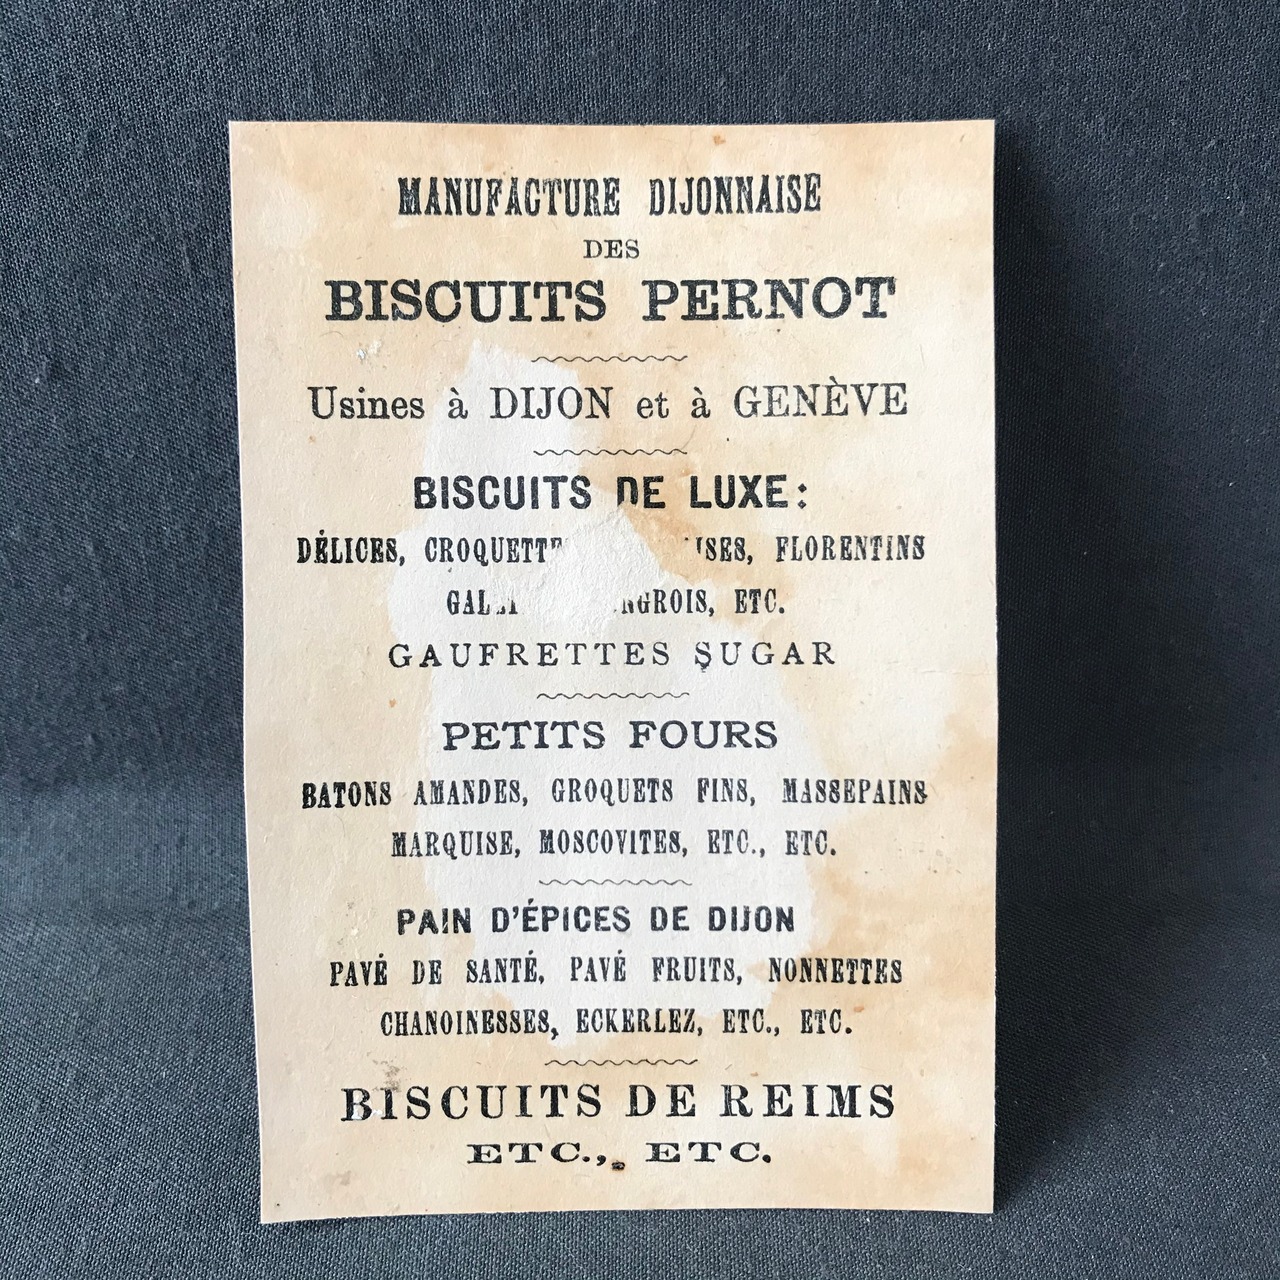 MANUFACTURE DIJONNAISE
DES
BISCUITS PERNOT
Usines à DIJON et à GENÈVE
BISCUITS DE LUXE:
DÉLICES, FLORENTINS
ETC.
GAUFRETTES SUGAR
PETITS FOURS
BATONS AMANDES, CROQUETS FINS, MASSEPAINS
MARQUISE, MOSCOVITES, ETC., ETC.
PAIN D'ÉPICES DE DIJON
PAVÉ DE SANTÉ, PAVÉ FRUITS, NONNETTES
CHANOINESSES, ECKERLEZ, ETC., ETC.
BISCUITS DE REIMS
ETC., ETC.